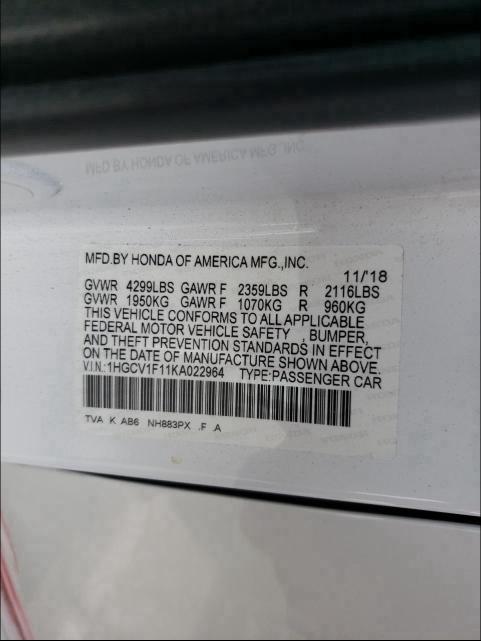 MFD.BY HONDA OF AMERICA MFG.,INC.
11/'18
GVWR 4299LBS GAWR F 2359LBS R 2116LBS
GVWR 1950KG GAWR F 1070KG R 960KG
THIS VEHICLE CONFORMS TO ALL APPLICABLE
FEDERAL MOTOR VEHICLE SAFETY , BUMPER,
AND THEFT PREVENTION STANDARDS IN EFFECT
ON THE DATE OF MANUFACTURE SHOWN ABOVE.
V.I.N.:1HGCV1F11KA022964 TYPE:PASSENGER CAR
TVA K AB6 NH883PX .F .A